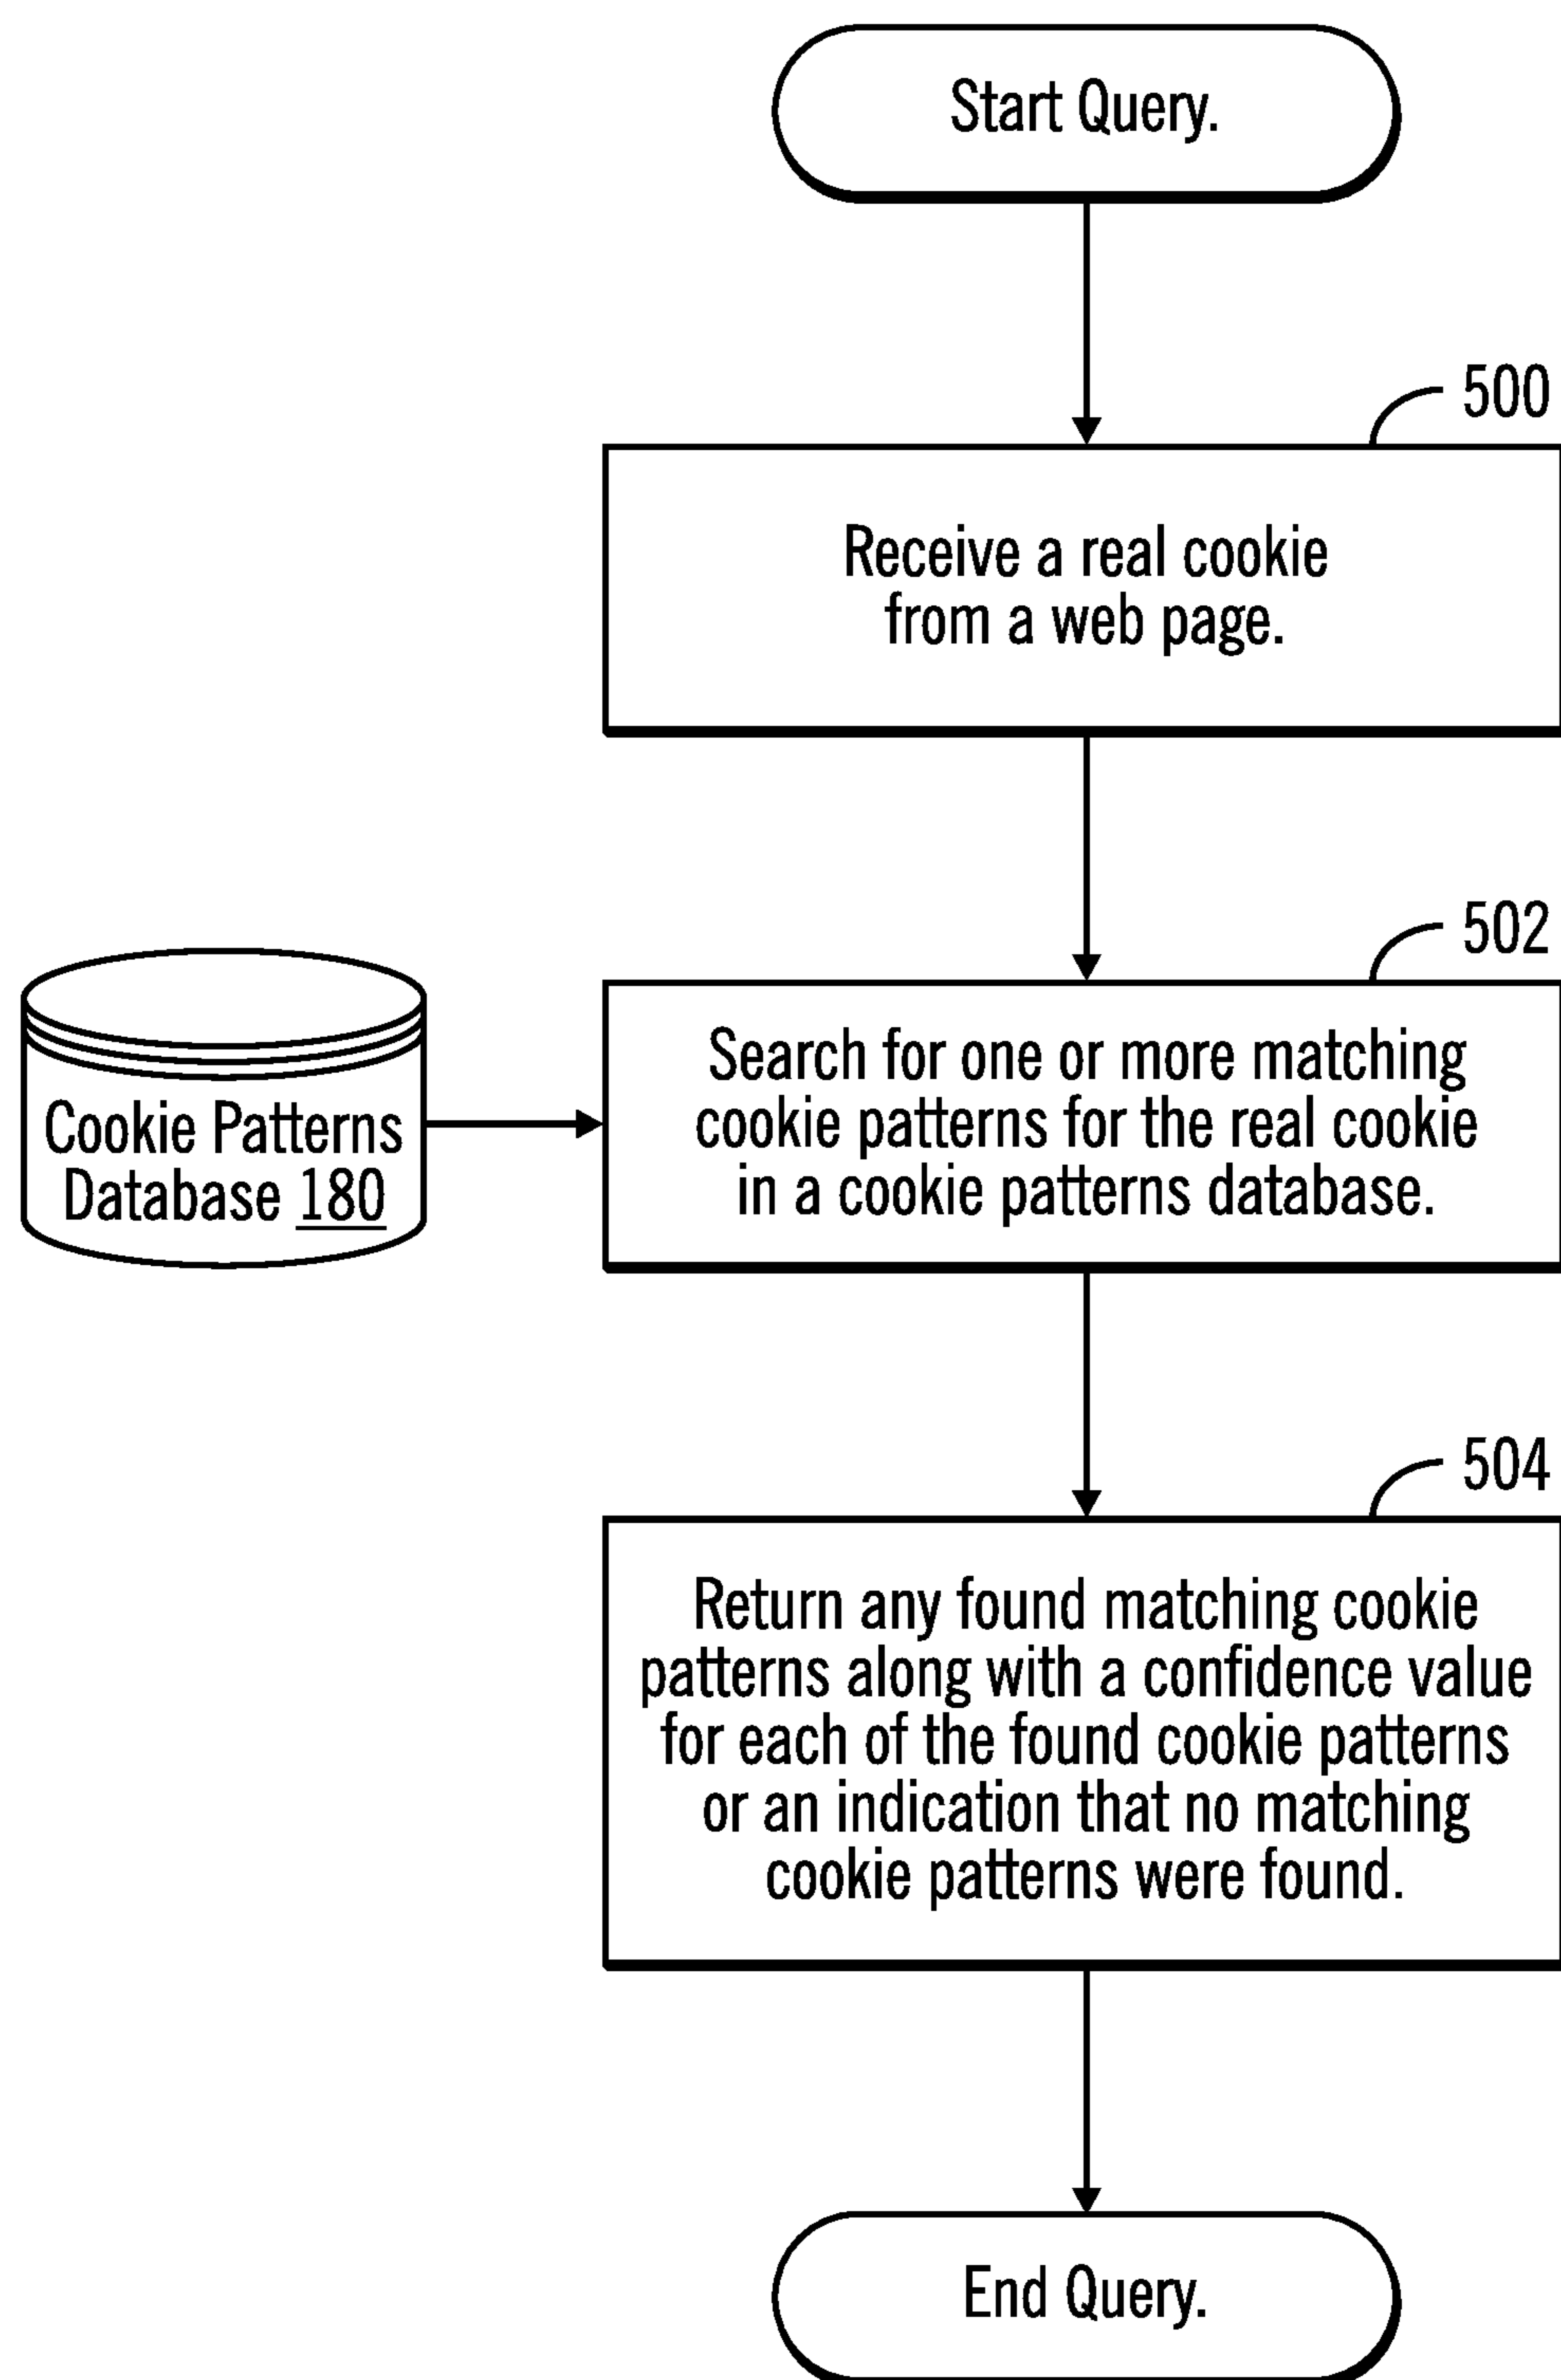 Start Query.
500
Receive a real cookie
from a web page.
502
Search for one or more matching
cookie patterns for the real cookie
in a cookie patterns database.
Cookie Patterns
Database 180
504
Return any found matching cookie
patterns along with a confidence value
for each of the found cookie patterns
or an indication that no matching
cookie patterns were found.
End Query.